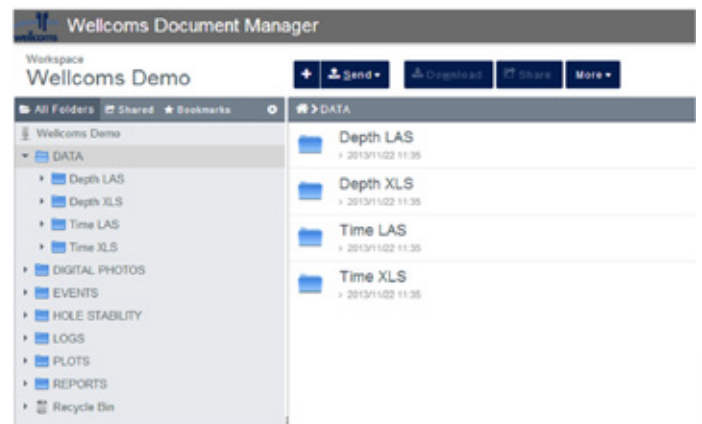 wellcoms
Wellcoms Document Manager
Workspace
Wellcoms Demo
+ Send Download Share More
All Folders Shared Bookmarks
> DATA
Wellcoms Demo
DATA
Depth LAS
Depth XLS
Time LAS
Time XLS
DIGITAL PHOTOS
EVENTS
HOLE STABILITY
LOGS
PLOTS
REPORTS
Recycle Bin
Depth LAS
> 2013/11/22 11:35
Depth XLS
> 2013/11/22 11:35
Time LAS
> 2013/11/22 11:35
Time XLS
> 2013/11/22 11:35